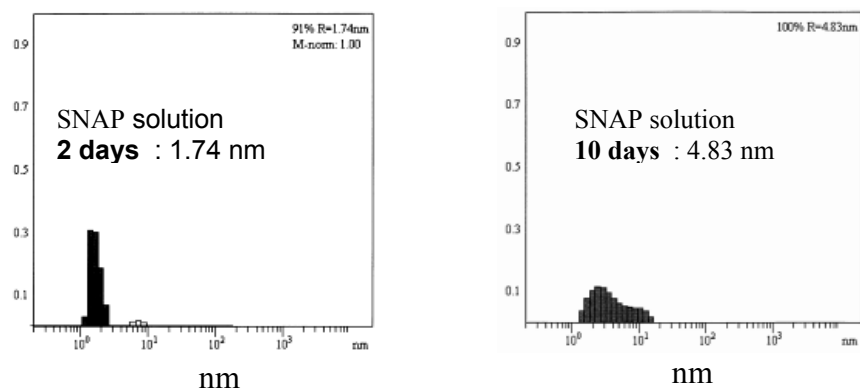 91% R=1.74nm
M-norm: 1.00
SNAP solution
2 days : 1.74 nm
0.9
0.7
0.5
0.3
0.1
10⁰ 10¹ 10² 10³ nm
nm
100% R=4.83nm
SNAP solution
10 days : 4.83 nm
0.9
0.7
0.5
0.3
0.1
10⁰ 10¹ 10² 10³ nm
nm